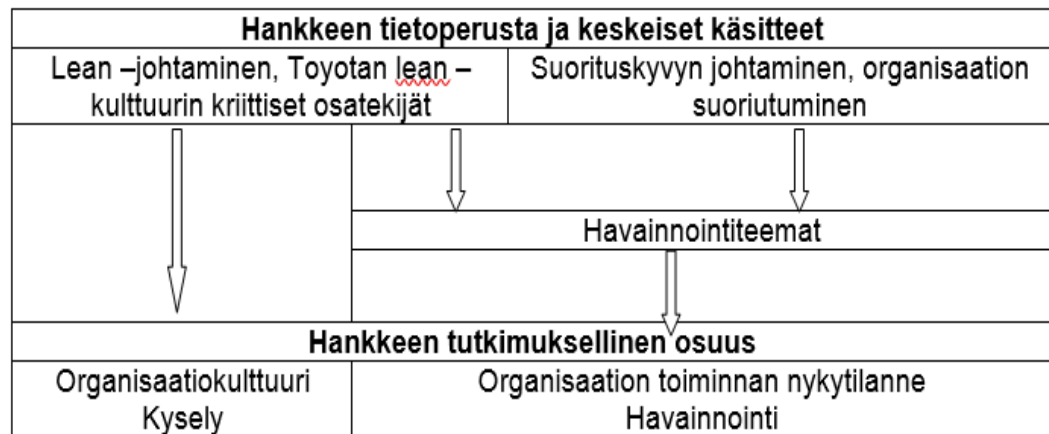 Hankkeen tietoperusta ja keskeiset käsitteet
Lean –johtaminen, Toyotan lean –
kulttuurin kriittiset osatekijät
Suorituskyvyn johtaminen, organisaation
suoriutuminen
Havainnointiteemat
Hankkeen tutkimuksellinen osuus
Organisaatiokulttuuri
Kysely
Organisaation toiminnan nykytilanne
Havainnointi